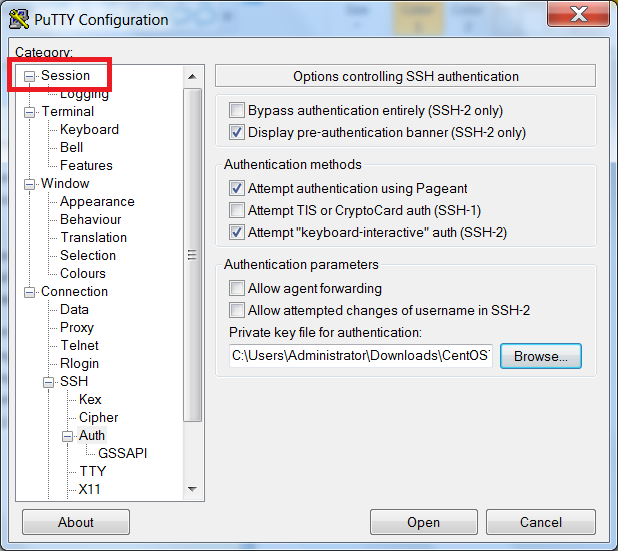 PuTTY Configuration
Category:
Session
Logging
Terminal
Keyboard
Bell
Features
Window
Appearance
Behaviour
Translation
Selection
Colours
Connection
Data
Proxy
Telnet
Rlogin
SSH
Kex
Cipher
Auth
GSSAPI
TTY
X11
Options controlling SSH authentication
Bypass authentication entirely (SSH-2 only)
Display pre-authentication banner (SSH-2 only)
Authentication methods
Attempt authentication using Pageant
Attempt TIS or CryptoCard auth (SSH-1)
Attempt "keyboard-interactive" auth (SSH-2)
Authentication parameters
Allow agent forwarding
Allow attempted changes of username in SSH-2
Private key file for authentication:
C:\Users\Administrator\Downloads\CentOS
Browse...
About
Open
Cancel